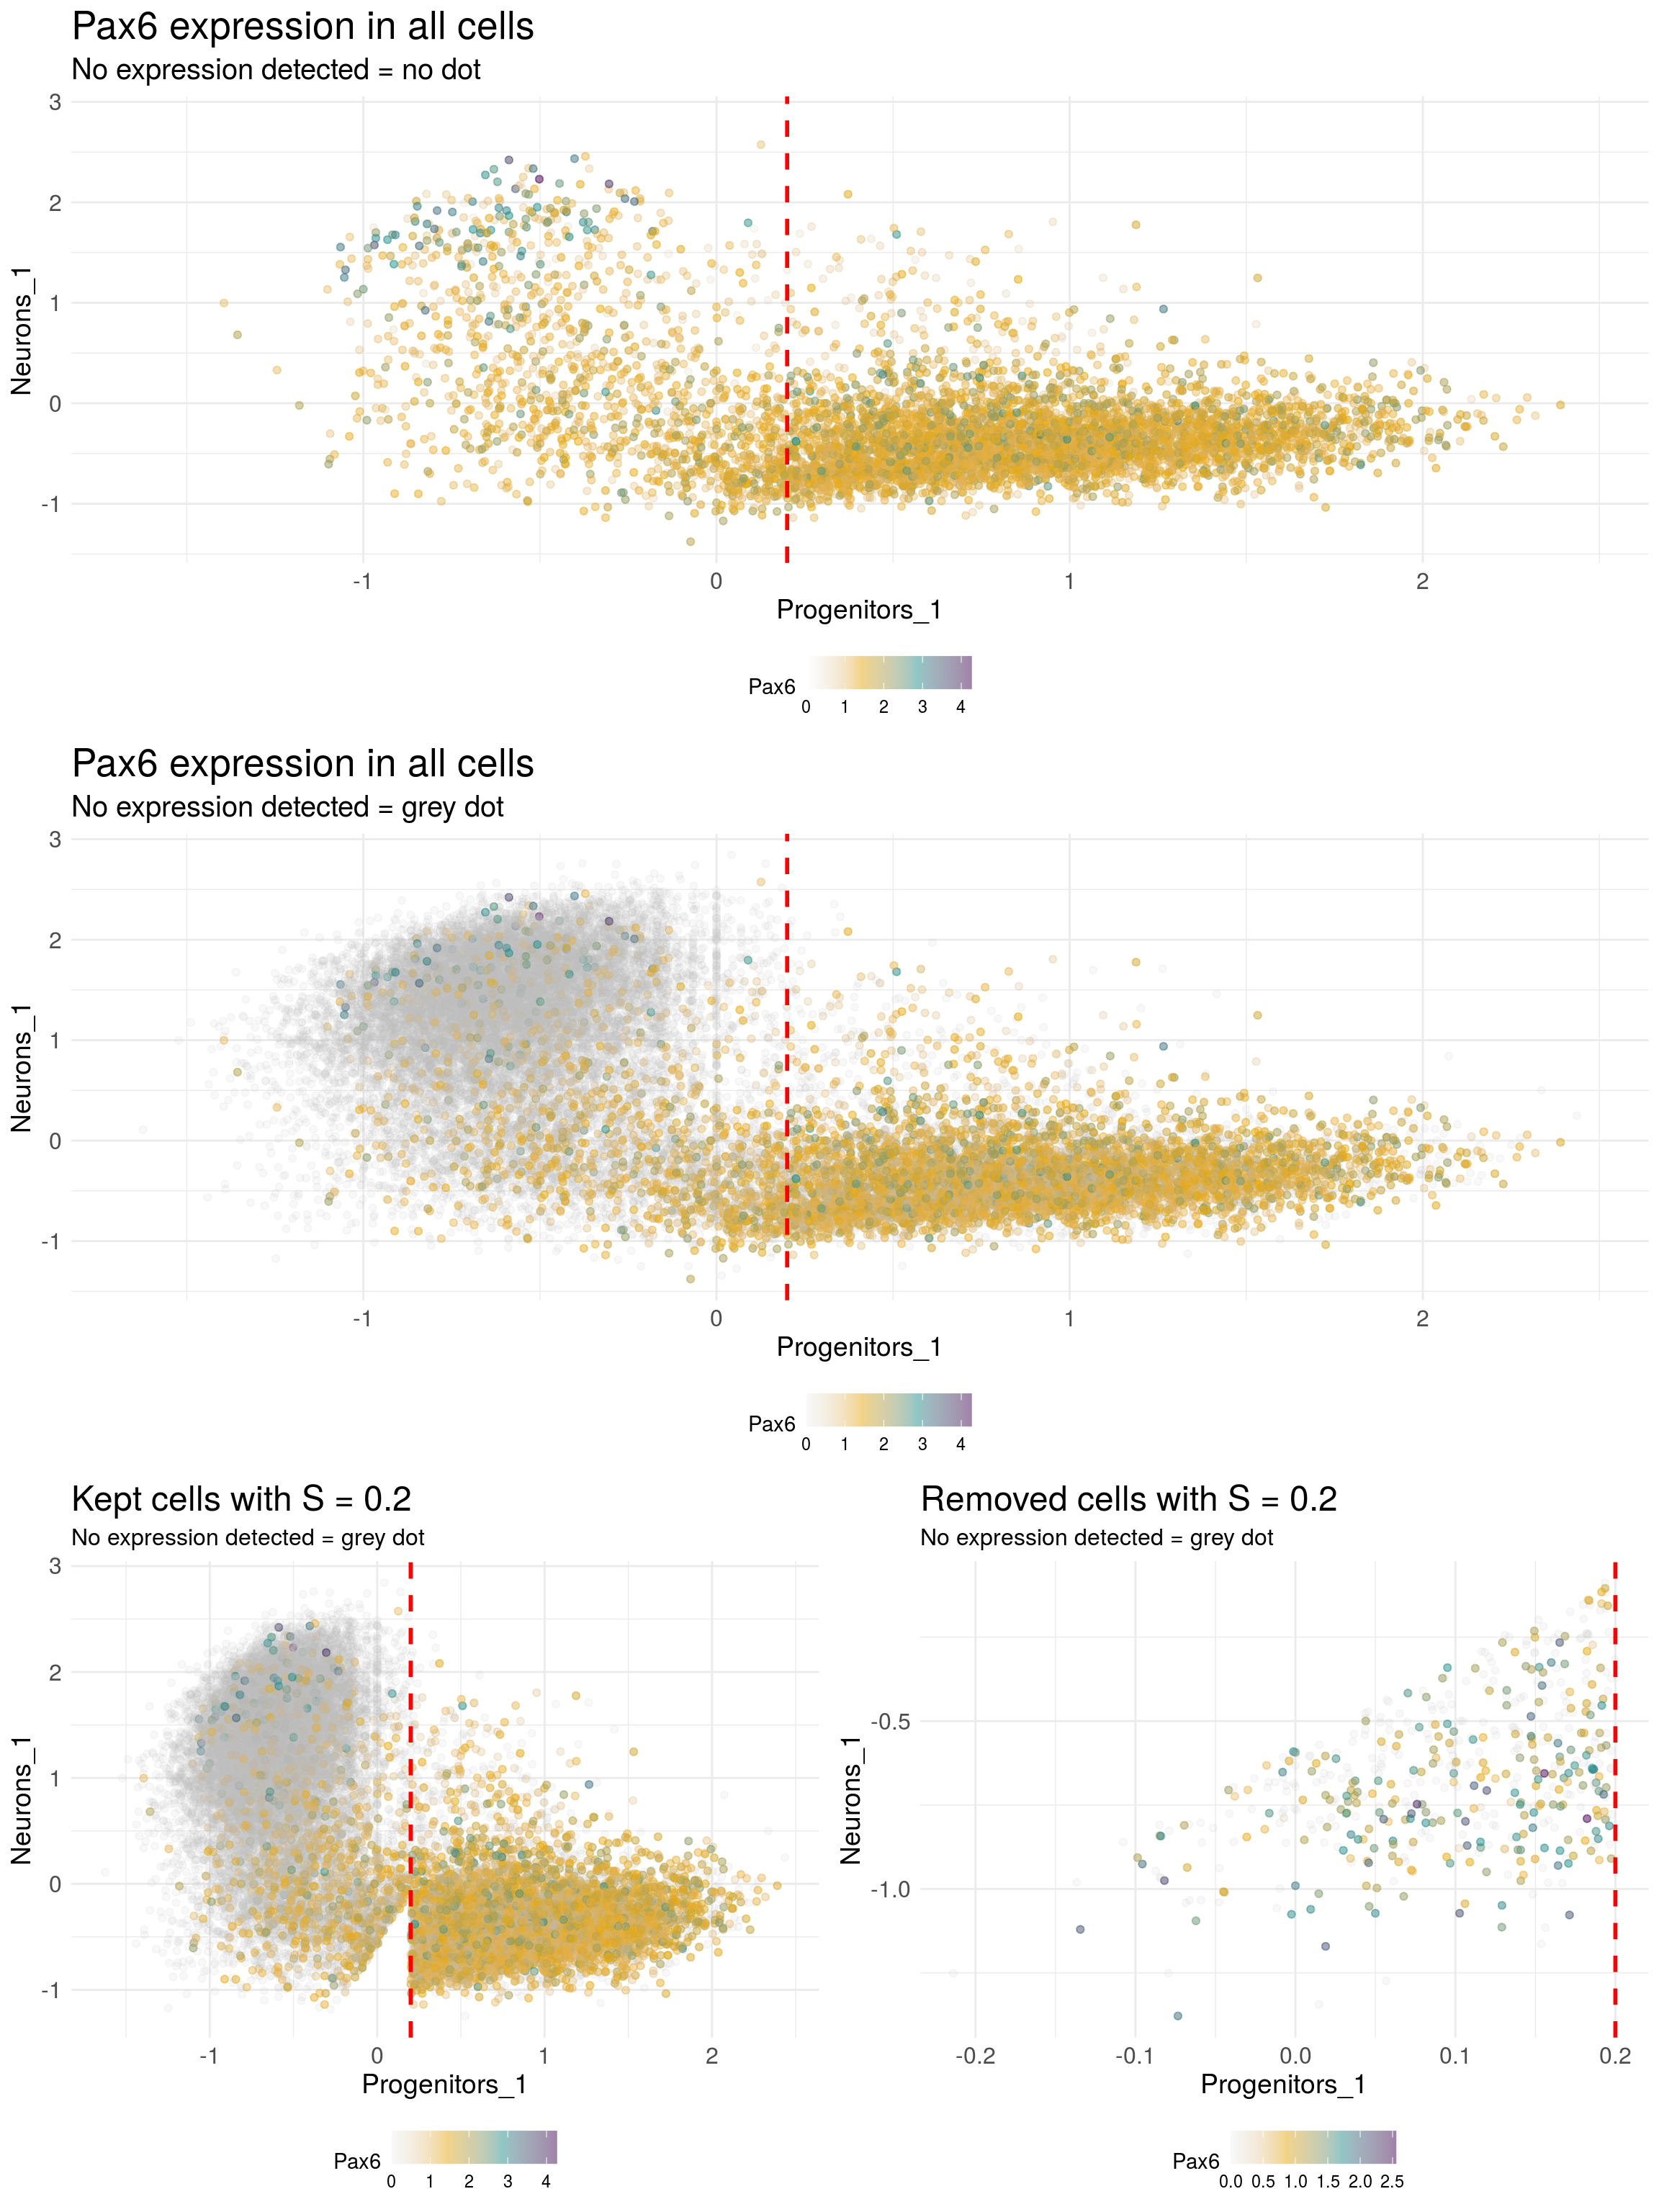 Pax6 expression in all cells
No expression detected = no dot
3
2
1
0
-1
Neurons_1
-1 0 1 2
Progenitors_1
Pax6
0 1 2 3 4
Pax6 expression in all cells
No expression detected = grey dot
3
2
1
0
-1
Neurons_1
-1 0 1 2
Progenitors_1
Pax6
0 1 2 3 4
Kept cells with S = 0.2
No expression detected = grey dot
3
2
1
0
-1
Neurons_1
-1 0 1 2
Progenitors_1
Pax6
0 1 2 3 4
Removed cells with S = 0.2
No expression detected = grey dot
-0.5
-1.0
Neurons_1
-0.2 -0.1 0.0 0.1 0.2
Progenitors_1
Pax6
0.0 0.5 1.0 1.5 2.0 2.5